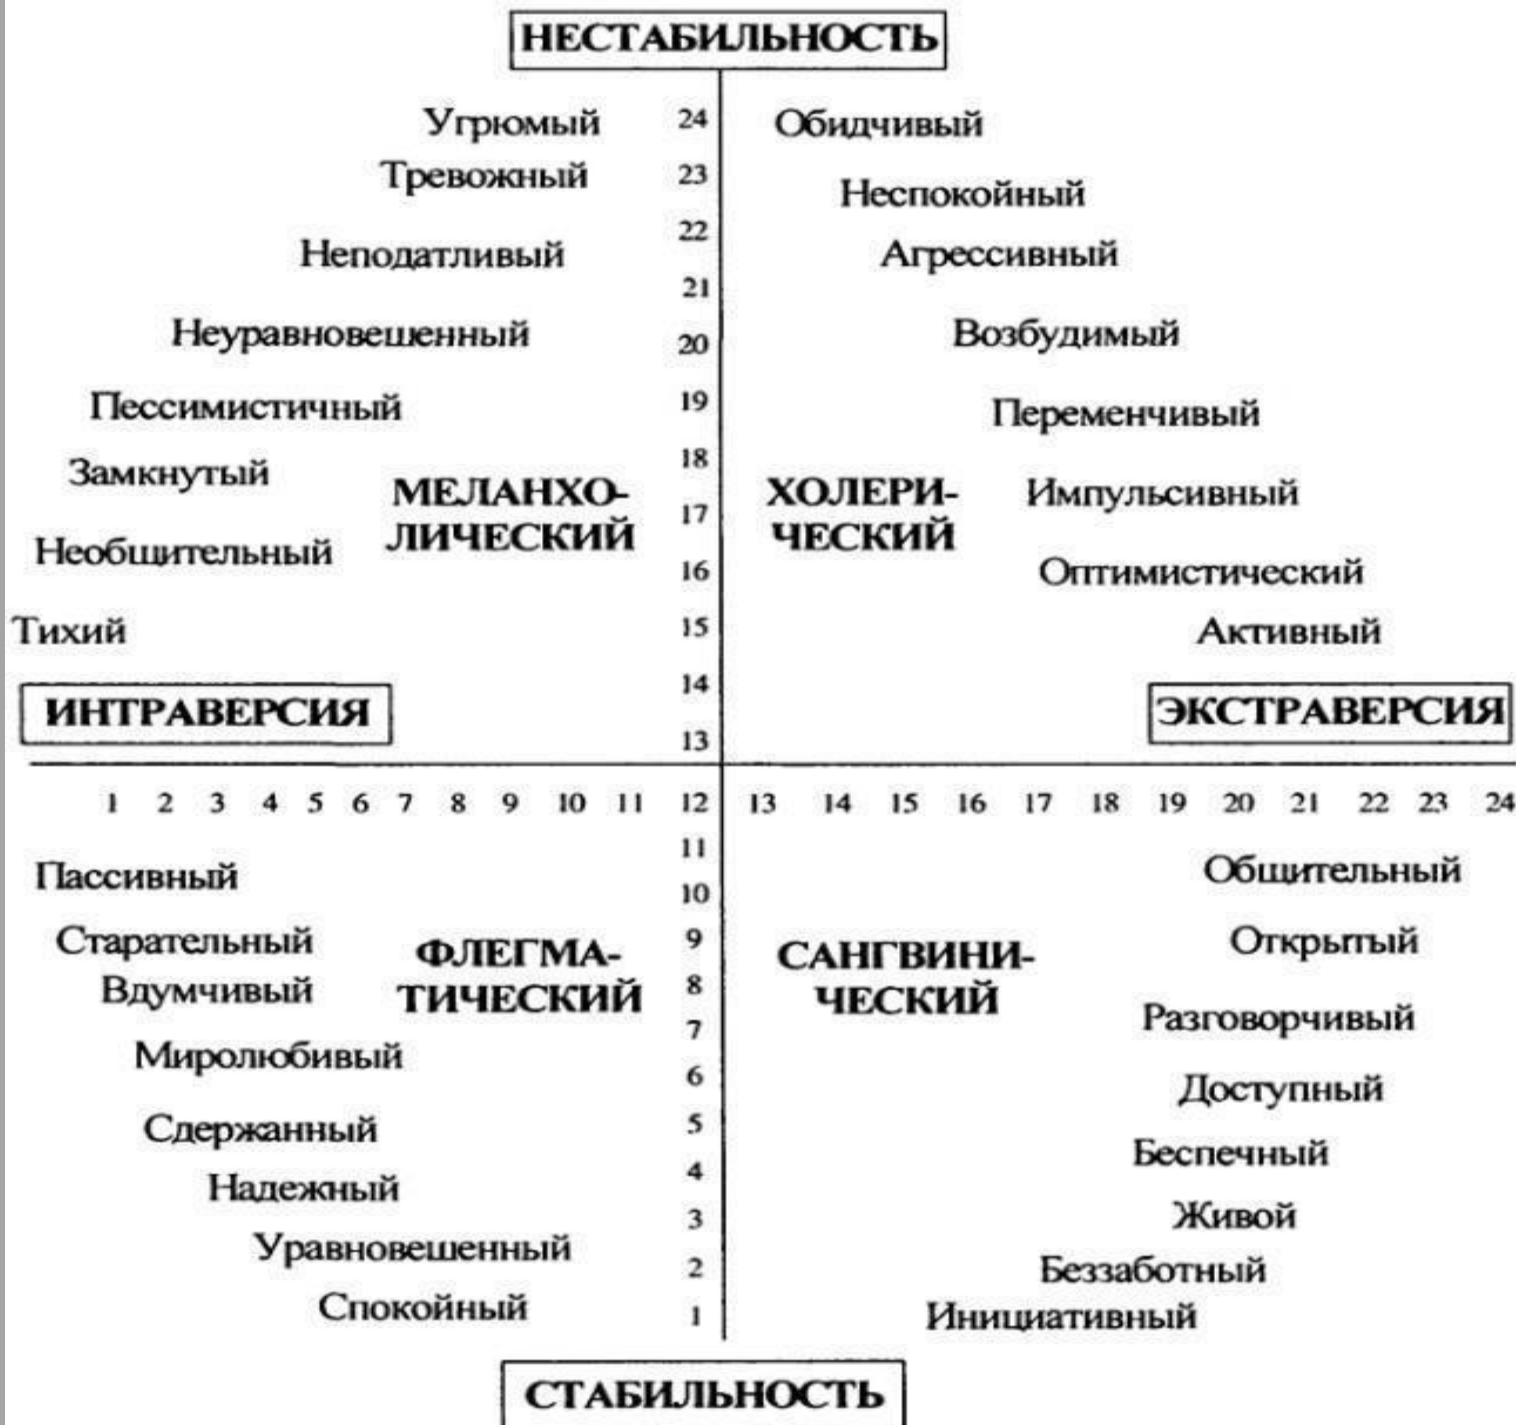 НЕСТАБИЛЬНОСТЬ
Угрюмый 24 Обидчивый
Тревожный 23
Неспокойный
22
Неподатливый Агрессивный
21
Неуравновешенный 20 Возбудимый
Пессимистичный 19 Переменчивый
18
Замкнутый
МЕЛАНХО- ХОЛЕРИ- Импульсивный
17
ЛИЧЕСКИЙ ЧЕСКИЙ
Необщительный
16 Оптимистический
Тихий 15 Активный
14
ИНТРАВЕРСИЯ ЭКСТРАВЕРСИЯ
13
1 2 3 4 5 6 7 8 9 10 11 12 13 14 15 16 17 18 19 20 21 22 23 24
11
Пассивный Общительный
10
Старательный 9 Открытый
ФЛЕГМА- САНГВИНИ-
Вдумчивый 8
ТИЧЕСКИЙ ЧЕСКИЙ
7 Разговорчивый
Миролюбивый
6 Доступный
Сдержанный 5
Беспечный
4
Надежный
3 Живой
Уравновешенный
2 Беззаботный
Спокойный 1 Инициативный
СТАБИЛЬНОСТЬ